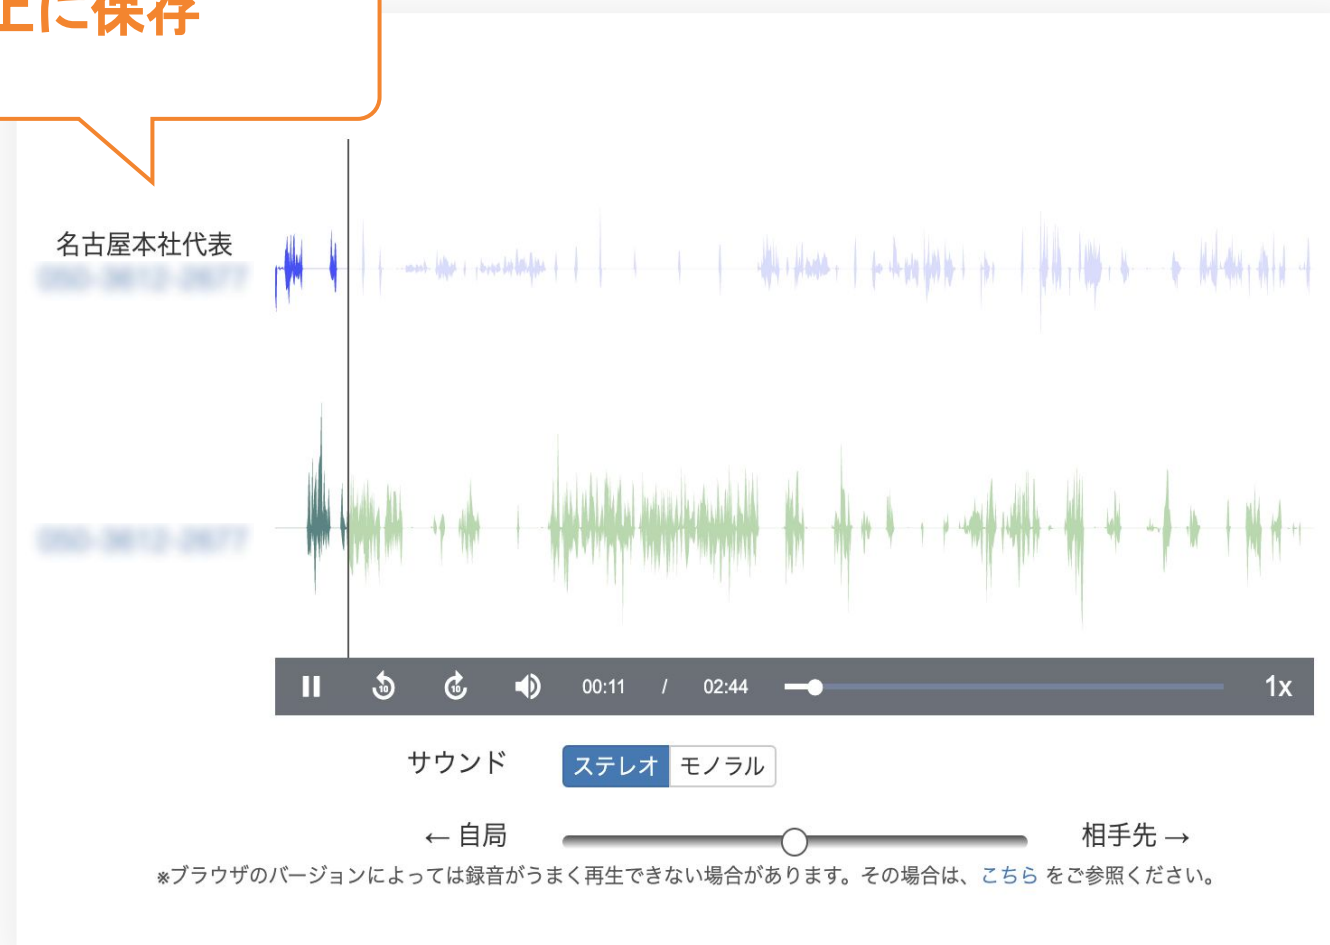 上に保存
名古屋本社代表
10
10
00:11 / 02:44
1x
サウンド ステレオ モノラル
← 自局 相手先 →
※ブラウザのバージョンによっては録音がうまく再生できない場合があります。その場合は、こちら をご参照ください。